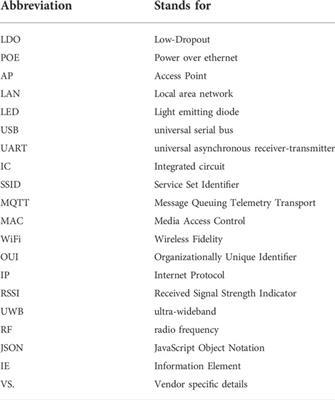 Abbreviation Stands for
LDO Low-Dropout
POE Power over ethernet
AP Access Point
LAN Local area network
LED Light emitting diode
USB universal serial bus
UART universal asynchronous receiver-transmitter
IC Integrated circuit
SSID Service Set Identifier
MQTT Message Queuing Telemetry Transport
MAC Media Access Control
WiFi Wireless Fidelity
OUI Organizationally Unique Identifier
IP Internet Protocol
RSSI Received Signal Strength Indicator
UWB ultra-wideband
RF radio frequency
JSON JavaScript Object Notation
IE Information Element
VS. Vendor specific details